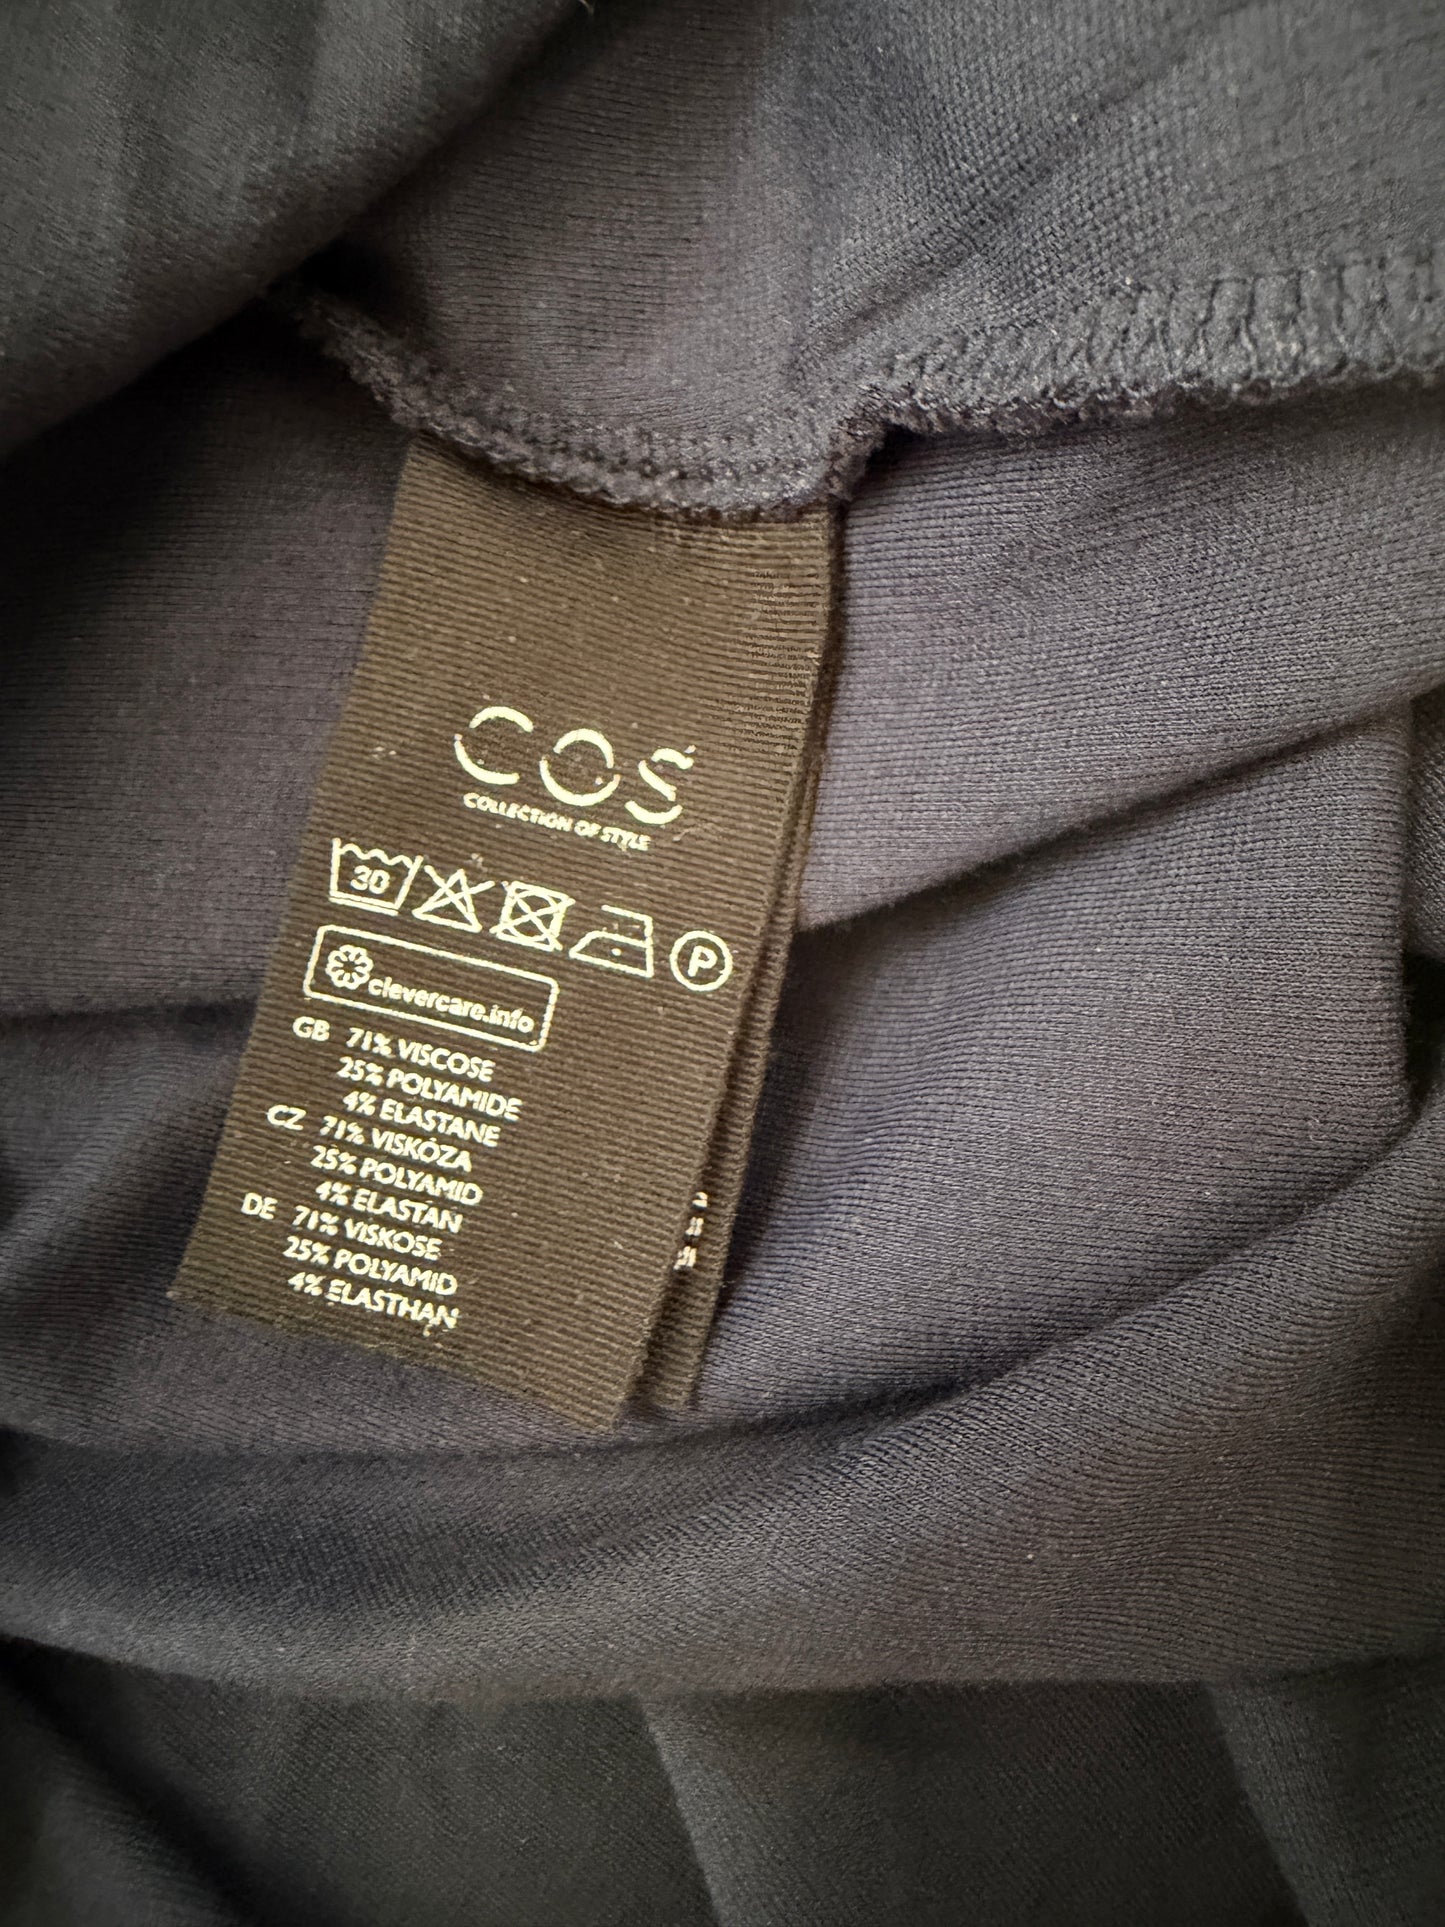 COS
COLLECTION OF STYLE
30
P
clevercare.info
GB 71% VISCOSE
25% POLYAMIDE
4% ELASTANE
CZ 71% VISKÓZA
25% POLYAMID
4% ELASTAN
DE 71% VISKOSE
25% POLYAMID
4% ELASTHAN